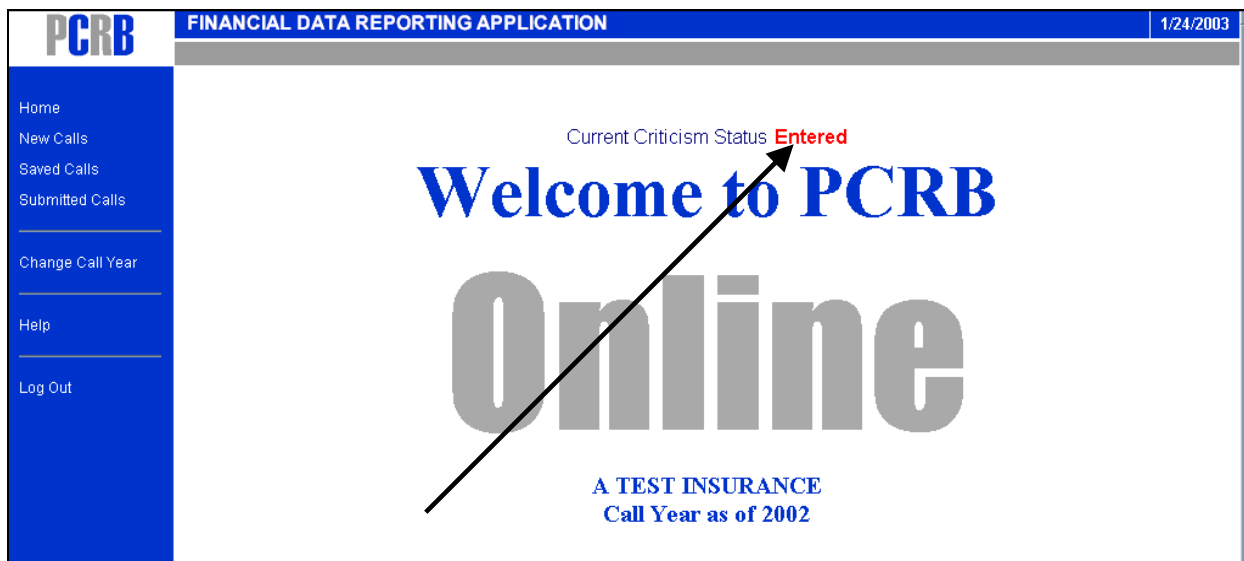 PCRB
FINANCIAL DATA REPORTING APPLICATION
1/24/2003
Home
New Calls
Saved Calls
Submitted Calls
Change Call Year
Help
Log Out
Current Criticism Status Entered
Welcome to PCRB
Online
A TEST INSURANCE
Call Year as of 2002